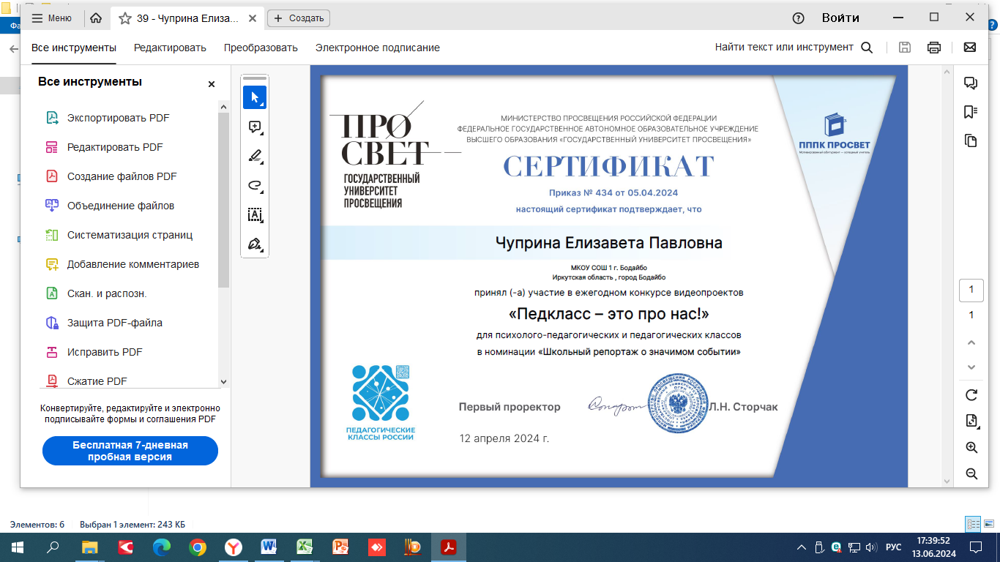 Меню
39 - Чуприна Елиза...
Создать
Войти
Все инструменты
Редактировать
Преобразовать
Электронное подписание
Найти текст или инструмент
Все инструменты
Экспортировать PDF
Редактировать PDF
Создание файлов PDF
Объединение файлов
Систематизация страниц
Добавление комментариев
Скан. и распозн.
Защита PDF-файла
Исправить PDF
Сжатие PDF
Конвертируйте, редактируйте и электронно
подписывайте формы и соглашения PDF
Бесплатная 7-дневная
пробная версия
ПРО
СВЕТ
ГОСУДАРСТВЕННЫЙ
УНИВЕРСИТЕТ
ПРОСВЕЩЕНИЯ
МИНИСТЕРСТВО ПРОСВЕЩЕНИЯ РОССИЙСКОЙ ФЕДЕРАЦИИ
ФЕДЕРАЛЬНОЕ ГОСУДАРСТВЕННОЕ АВТОНОМНОЕ ОБРАЗОВАТЕЛЬНОЕ УЧРЕЖДЕНИЕ
ВЫСШЕГО ОБРАЗОВАНИЯ «ГОСУДАРСТВЕННЫЙ УНИВЕРСИТЕТ ПРОСВЕЩЕНИЯ»
СЕРТИФИКАТ
Приказ № 434 от 05.04.2024
настоящий сертификат подтверждает, что
ПППК ПРОСВЕТ
Мотивированный абитуриент — успешный учитель
Чуприна Елизавета Павловна
МКОУ СОШ 1 г. Бодайбо
Иркутская область , город Бодайбо
принял (-а) участие в ежегодном конкурсе видеопроектов
«Педкласс – это про нас!»
для психолого-педагогических и педагогических классов
в номинации «Школьный репортаж о значимом событии»
ПЕДАГОГИЧЕСКИЕ
КЛАССЫ РОССИИ
Первый проректор
Л.Н. Сторчак
12 апреля 2024 г.
1
1
Элементов: 6
Выбран 1 элемент: 243 КБ
РУС
17:39:52
13.06.2024